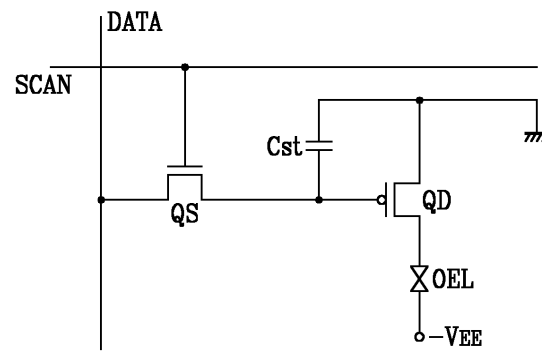 DATA
SCAN
Cst
QS
QD
OEL
-VEE